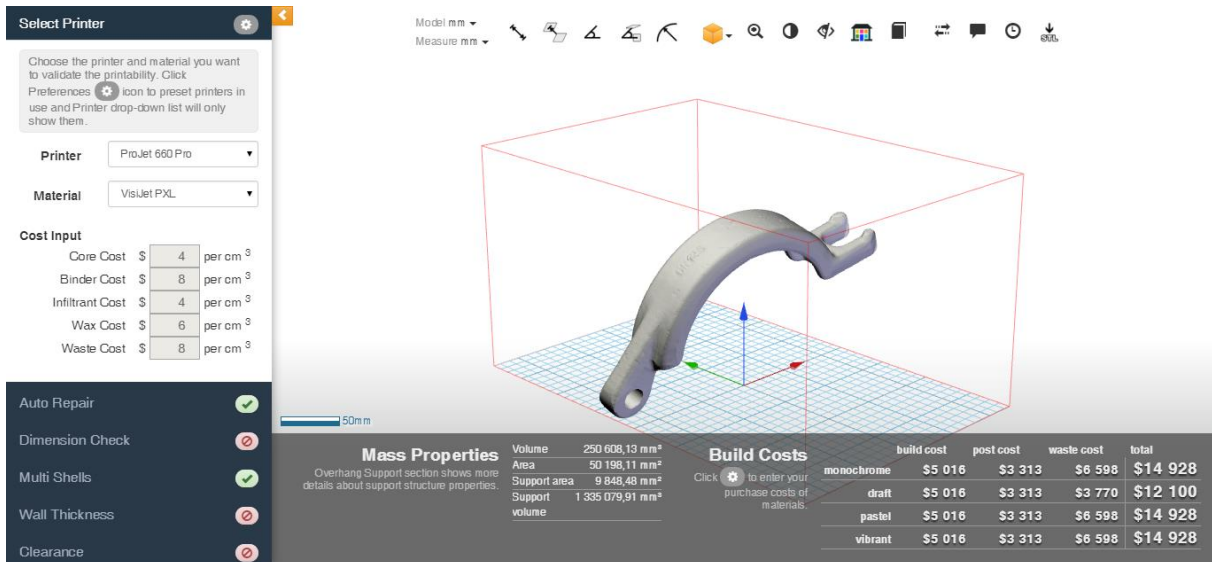 Select Printer
Choose the printer and material you want
to validate the printability. Click
Preferences icon to preset printers in
use and Printer drop-down list will only
show them.
Printer ProJet 660 Pro
Material VisiJet PXL
Cost Input
Core Cost $ 4 per cm 3
Binder Cost $ 8 per cm 3
Infiltrant Cost $ 4 per cm 3
Wax Cost $ 6 per cm 3
Waste Cost $ 8 per cm 3
Auto Repair
Dimension Check
Multi Shells
Wall Thickness
Clearance
Model mm
Measure mm
STL
50mm
Mass Properties
Overhang Support section shows more
details about support structure properties.
Volume 250 608,13 mm³
Area 50 198,11 mm²
Support area 9 848,48 mm²
Support 1 335 079,91 mm³
volume
Build Costs
Click to enter your
purchase costs of
materials.
build cost post cost waste cost total
monochrome $5 016 $3 313 $6 598 $14 928
draft $5 016 $3 313 $3 770 $12 100
pastel $5 016 $3 313 $6 598 $14 928
vibrant $5 016 $3 313 $6 598 $14 928